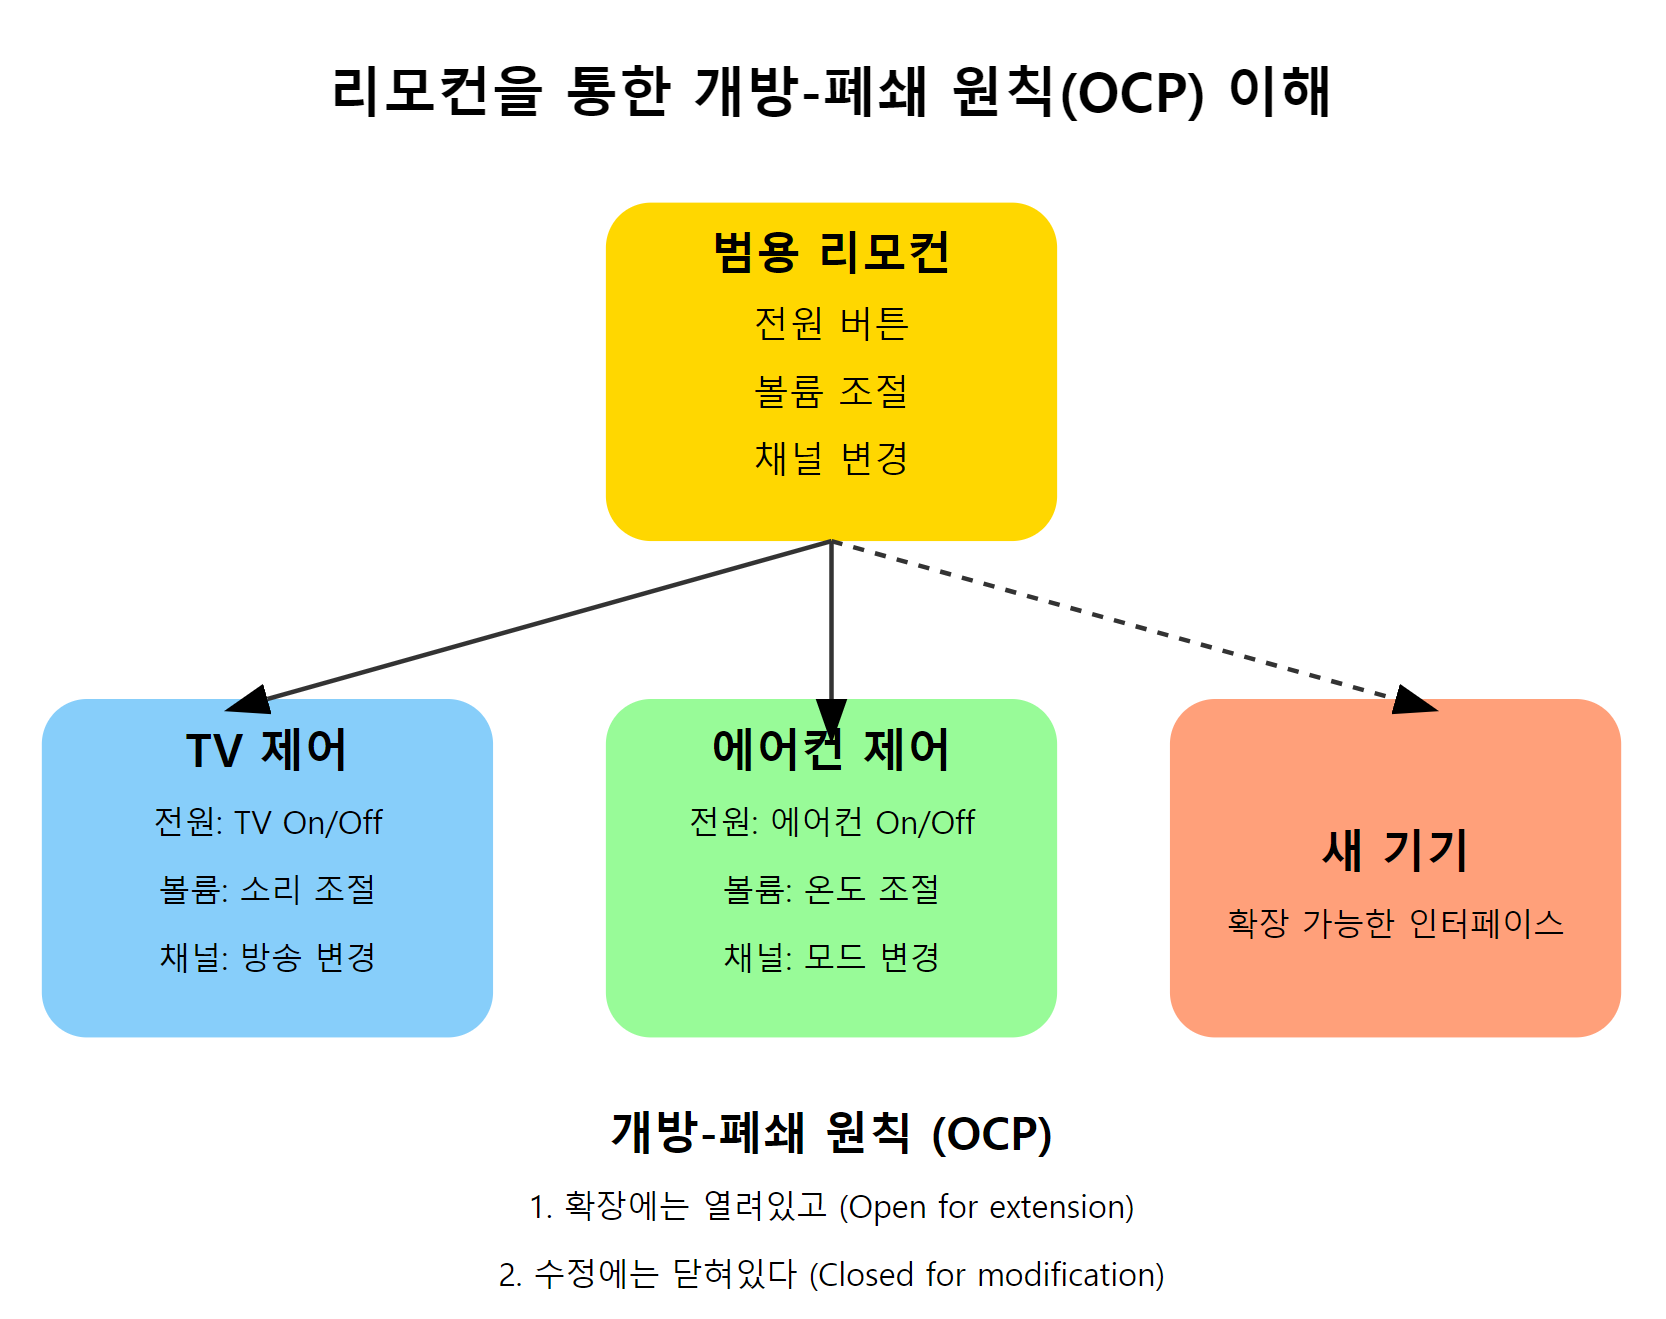 리모컨을 통한 개방-폐쇄 원칙(OCP) 이해
범용 리모컨
전원 버튼
볼륨 조절
채널 변경
TV 제어
전원: TV On/Off
볼륨: 소리 조절
채널: 방송 변경
에어컨 제어
전원: 에어컨 On/Off
볼륨: 온도 조절
채널: 모드 변경
새 기기
확장 가능한 인터페이스
개방-폐쇄 원칙 (OCP)
1. 확장에는 열려있고 (Open for extension)
2. 수정에는 닫혀있다 (Closed for modification)